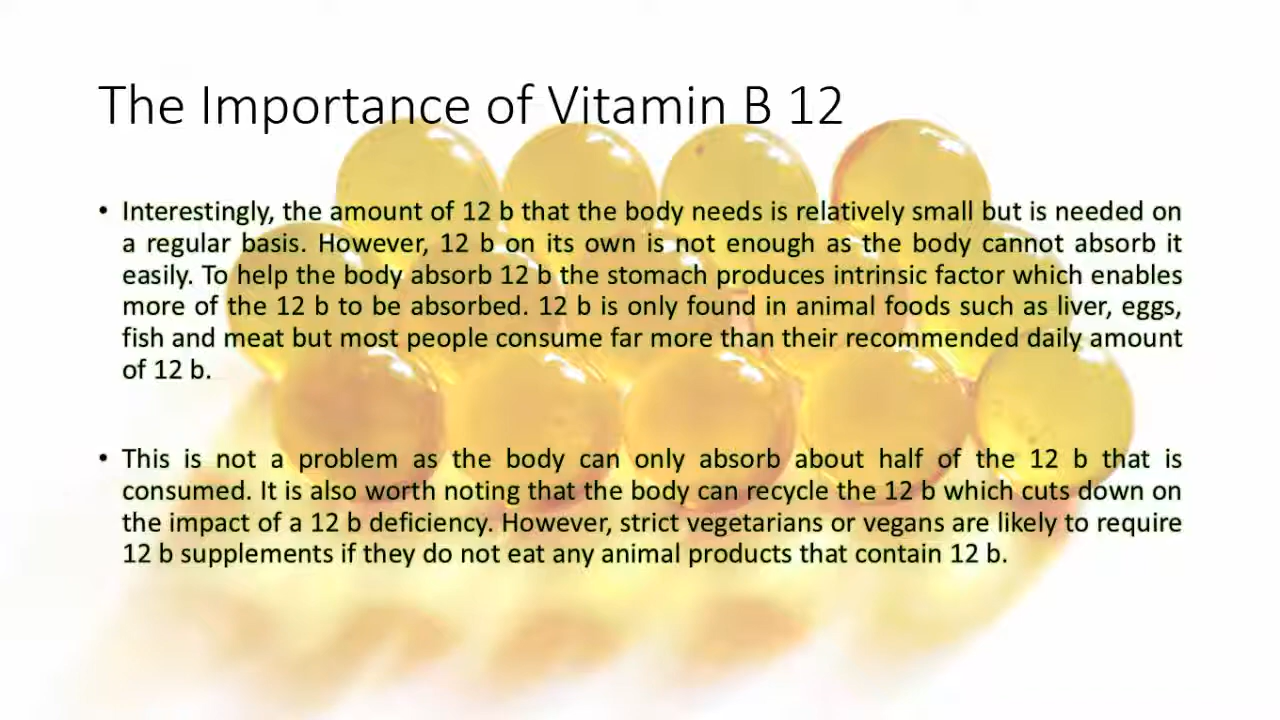 The Importance of Vitamin B 12
• Interestingly, the amount of 12 b that the body needs is relatively small but is needed on
a regular basis. However, 12 b on its own is not enough as the body cannot absorb it
easily. To help the body absorb 12 b the stomach produces intrinsic factor which enables
more of the 12 b to be absorbed. 12 b is only found in animal foods such as liver, eggs,
fish and meat but most people consume far more than their recommended daily amount
of 12 b.
• This is not a problem as the body can only absorb about half of the 12 b that is
consumed. It is also worth noting that the body can recycle the 12 b which cuts down on
the impact of a 12 b deficiency. However, strict vegetarians or vegans are likely to require
12 b supplements if they do not eat any animal products that contain 12 b.